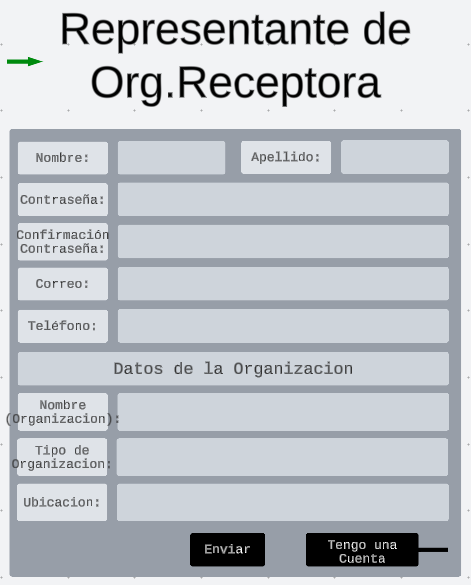 Representante de
Org.Receptora
Nombre:
Apellido:
Contraseña:
Confirmación
Contraseña:
Correo:
Teléfono:
Datos de la Organizacion
Nombre
(Organizacion):
Tipo de
Organizacion:
Ubicacion:
Enviar
Tengo una
Cuenta